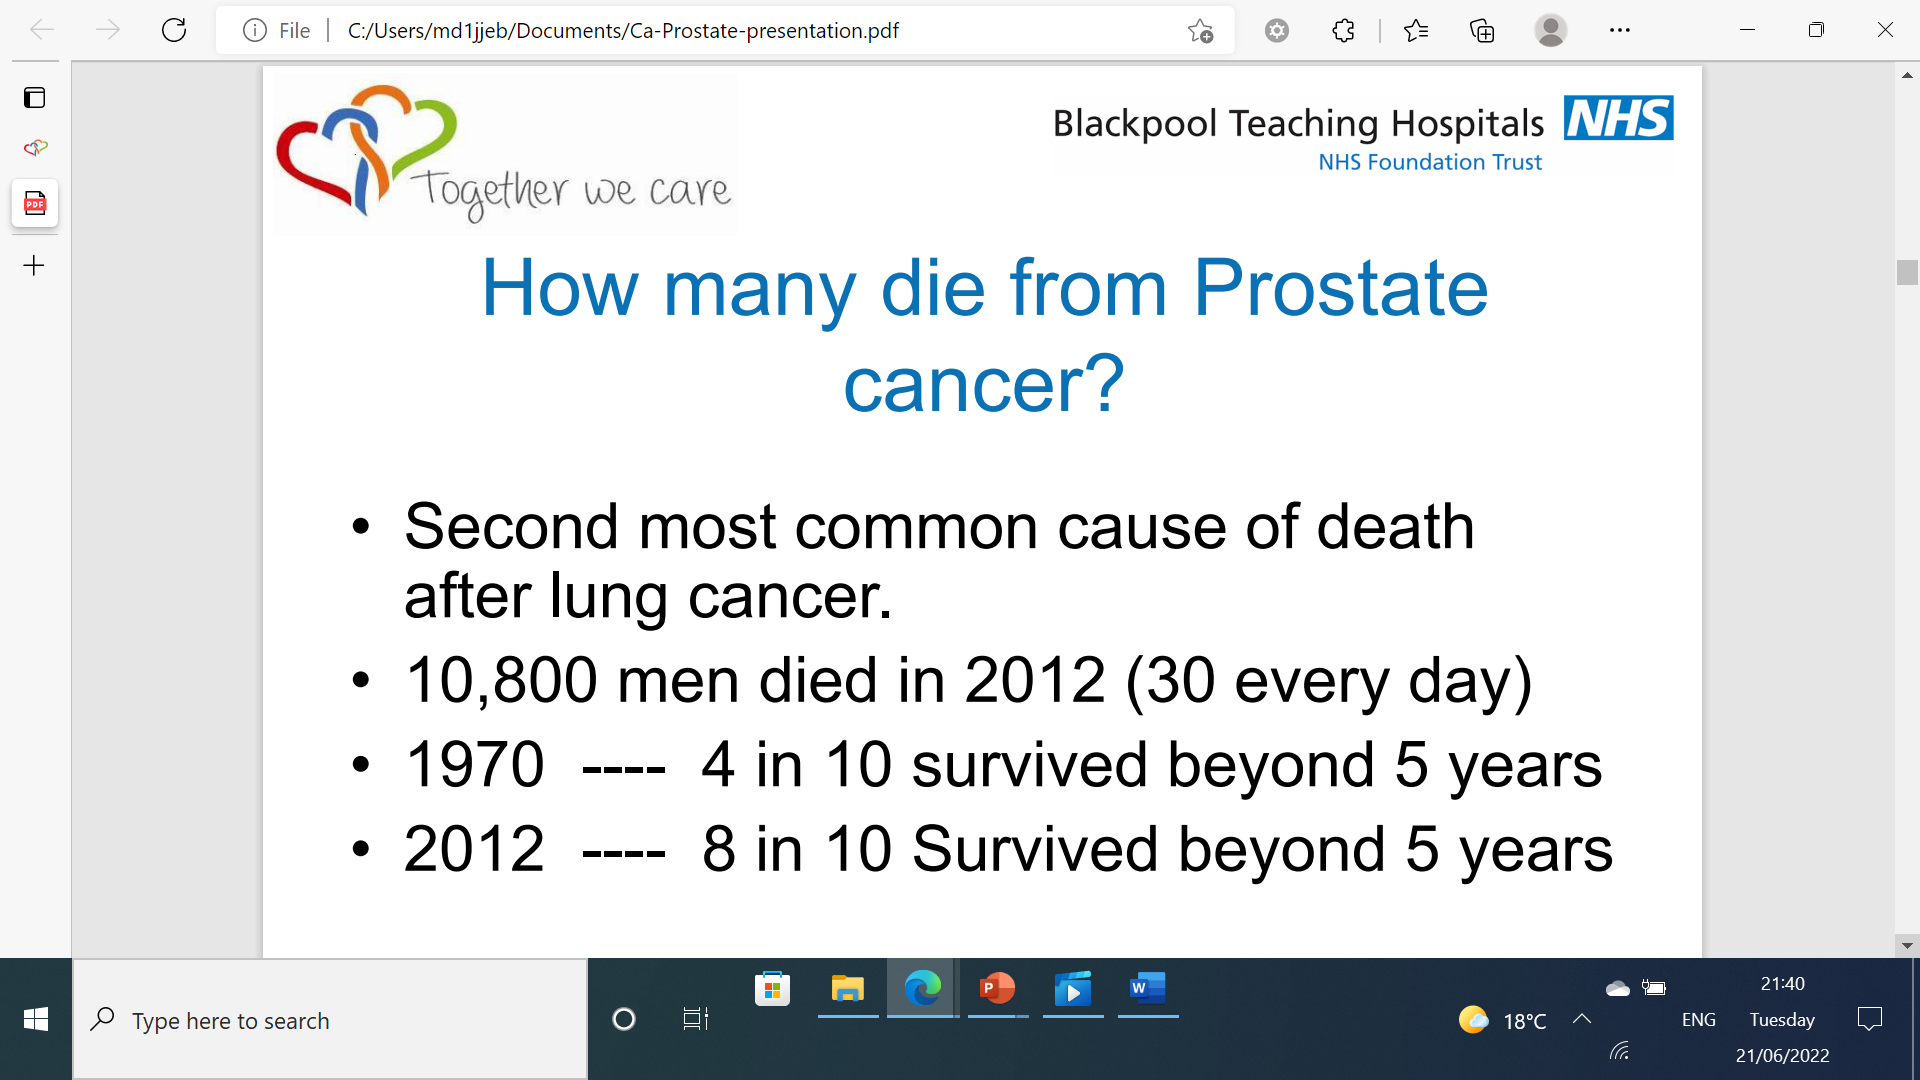 File
C:/Users/md1jjeb/Documents/Ca-Prostate-presentation.pdf
PDF
Together we care
Blackpool Teaching Hospitals NHS
NHS Foundation Trust
How many die from Prostate
cancer?
• Second most common cause of death
after lung cancer.
• 10,800 men died in 2012 (30 every day)
• 1970 ---- 4 in 10 survived beyond 5 years
• 2012 ---- 8 in 10 Survived beyond 5 years
Type here to search
P
W
18°C
ENG
21:40
Tuesday
21/06/2022